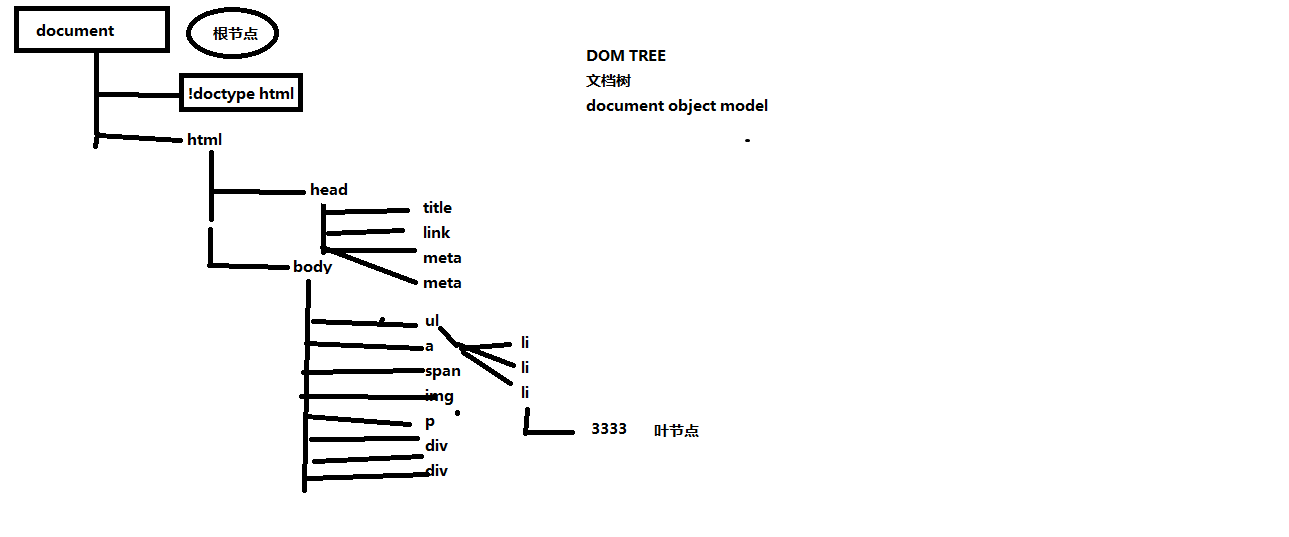 document
根节点
DOM TREE
文档树
!doctype html
document object model
html
head
title
link
meta
body
meta
ul
li
a
li
span
li
img
p
3333
叶节点
div
div